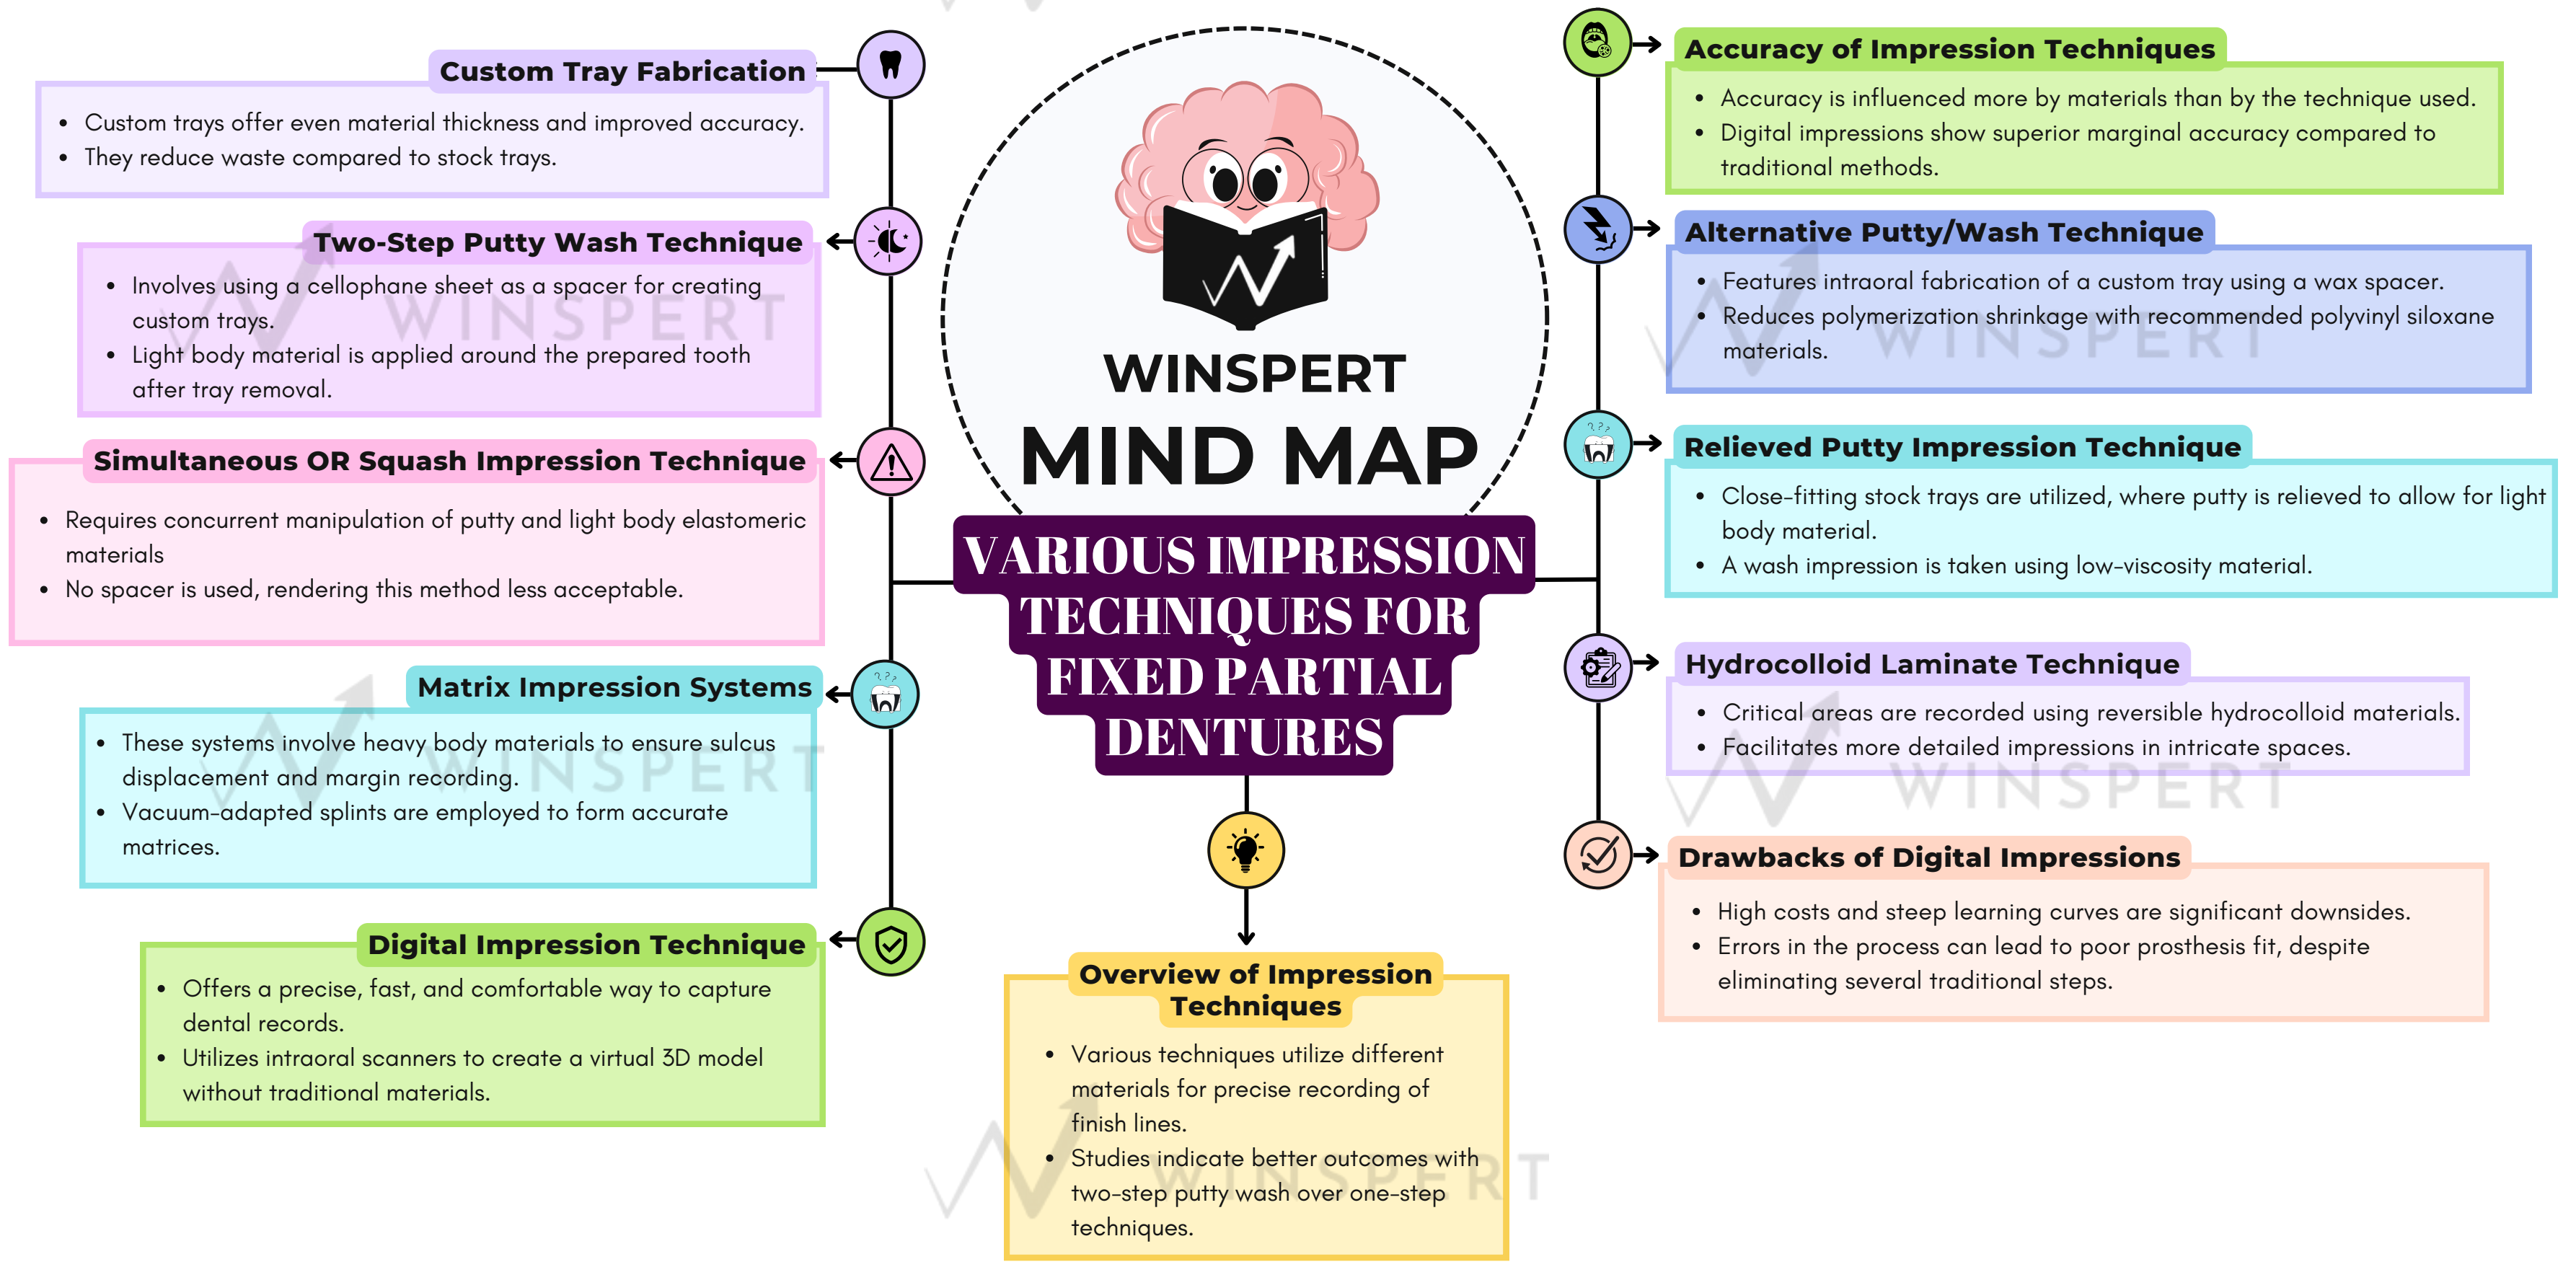 WINSPERT
MIND MAP
VARIOUS IMPRESSION
TECHNIQUES FOR
FIXED PARTIAL
DENTURES
Custom Tray Fabrication
• Custom trays offer even material thickness and improved accuracy.
• They reduce waste compared to stock trays.
Two-Step Putty Wash Technique
• Involves using a cellophane sheet as a spacer for creating
custom trays.
• Light body material is applied around the prepared tooth
after tray removal.
WINSPERT
Simultaneous OR Squash Impression Technique
• Requires concurrent manipulation of putty and light body elastomeric
materials
• No spacer is used, rendering this method less acceptable.
Matrix Impression Systems
• These systems involve heavy body materials to ensure sulcus
displacement and margin recording.
• Vacuum-adapted splints are employed to form accurate
matrices.
WINSPERT
Digital Impression Technique
• Offers a precise, fast, and comfortable way to capture
dental records.
• Utilizes intraoral scanners to create a virtual 3D model
without traditional materials.
Overview of Impression
Techniques
• Various techniques utilize different
materials for precise recording of
finish lines.
• Studies indicate better outcomes with
two-step putty wash over one-step
techniques.
WINSPERT
Accuracy of Impression Techniques
• Accuracy is influenced more by materials than by the technique used.
• Digital impressions show superior marginal accuracy compared to
traditional methods.
Alternative Putty/Wash Technique
• Features intraoral fabrication of a custom tray using a wax spacer.
• Reduces polymerization shrinkage with recommended polyvinyl siloxane
materials.
WINSPERT
Relieved Putty Impression Technique
• Close-fitting stock trays are utilized, where putty is relieved to allow for light
body material.
• A wash impression is taken using low-viscosity material.
Hydrocolloid Laminate Technique
• Critical areas are recorded using reversible hydrocolloid materials.
• Facilitates more detailed impressions in intricate spaces.
WINSPERT
Drawbacks of Digital Impressions
• High costs and steep learning curves are significant downsides.
• Errors in the process can lead to poor prosthesis fit, despite
eliminating several traditional steps.